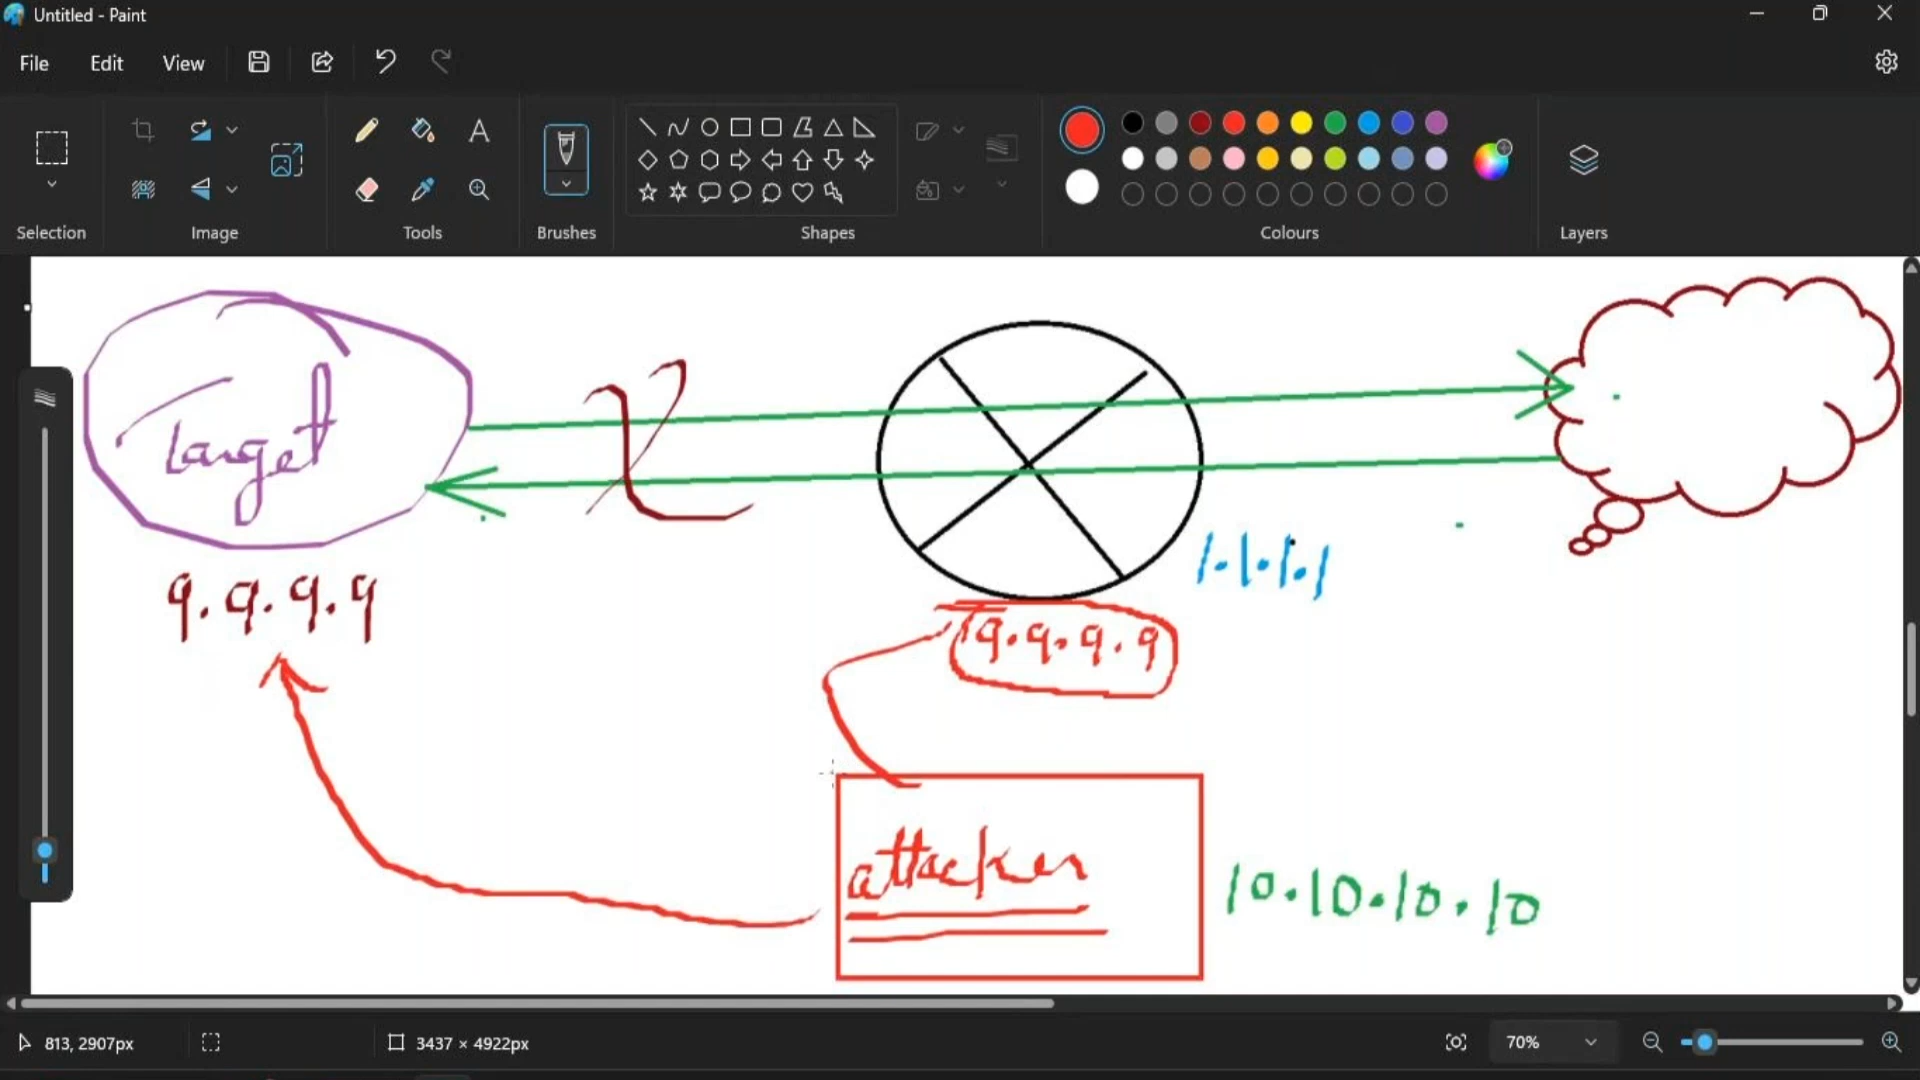 Untitled - Paint
File Edit View
Selection Image Tools Brushes Shapes Colours Layers
Target
9.9.9.9
1.1.1.1
9.9.9.9
attacker
10.10.10.10
813, 2907px 3437 × 4922px 70%